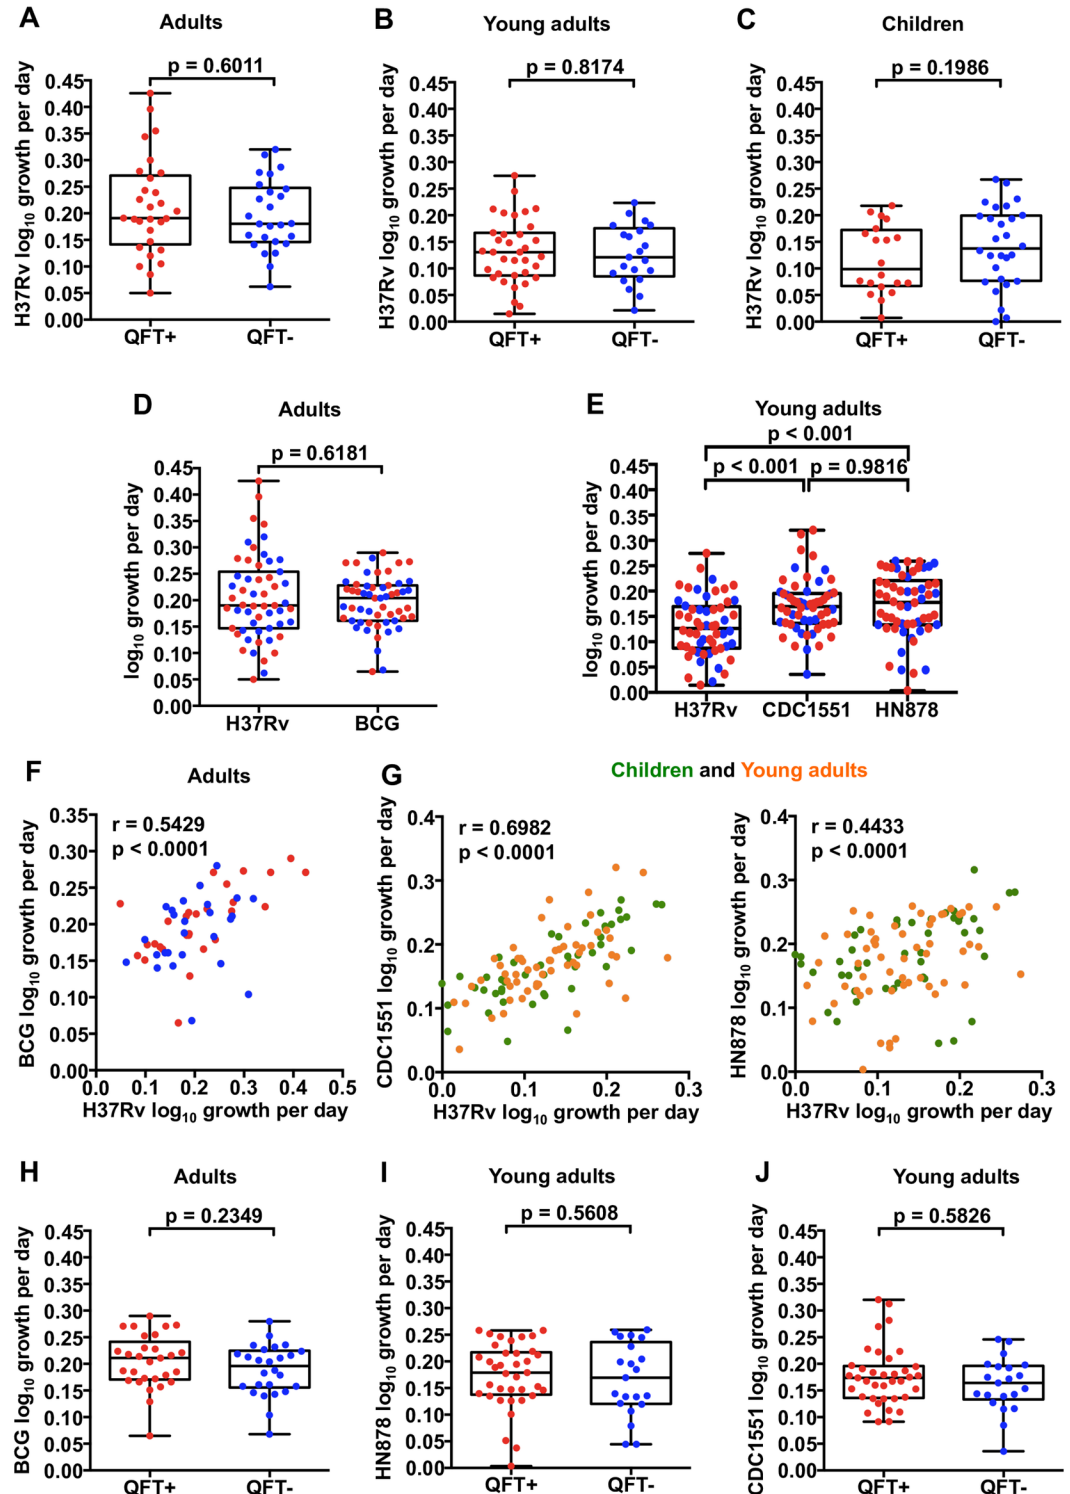 A
Adults
p = 0.6011
H37Rv log10 growth per day
0.45
0.40
0.35
0.30
0.25
0.20
0.15
0.10
0.05
0.00
QFT+
QFT-
B
Young adults
p = 0.8174
H37Rv log10 growth per day
0.45
0.40
0.35
0.30
0.25
0.20
0.15
0.10
0.05
0.00
QFT+
QFT-
C
Children
p = 0.1986
H37Rv log10 growth per day
0.45
0.40
0.35
0.30
0.25
0.20
0.15
0.10
0.05
0.00
QFT+
QFT-
D
Adults
p = 0.6181
log10 growth per day
0.45
0.40
0.35
0.30
0.25
0.20
0.15
0.10
0.05
0.00
H37Rv
BCG
E
Young adults
p < 0.001
p < 0.001
p = 0.9816
log10 growth per day
0.45
0.40
0.35
0.30
0.25
0.20
0.15
0.10
0.05
0.00
H37Rv
CDC1551
HN878
F
Adults
r = 0.5429
p < 0.0001
BCG log10 growth per day
0.35
0.30
0.25
0.20
0.15
0.10
0.05
0.00
0.0
0.1
0.2
0.3
0.4
0.5
H37Rv log10 growth per day
G
Children and Young adults
r = 0.6982
p < 0.0001
CDC1551 log10 growth per day
0.4
0.3
0.2
0.1
0.0
0.0
0.1
0.2
0.3
H37Rv log10 growth per day
r = 0.4433
p < 0.0001
HN878 log10 growth per day
0.4
0.3
0.2
0.1
0.0
0.0
0.1
0.2
0.3
H37Rv log10 growth per day
H
Adults
p = 0.2349
BCG log10 growth per day
0.45
0.40
0.35
0.30
0.25
0.20
0.15
0.10
0.05
0.00
QFT+
QFT-
I
Young adults
p = 0.5608
HN878 log10 growth per day
0.45
0.40
0.35
0.30
0.25
0.20
0.15
0.10
0.05
0.00
QFT+
QFT-
J
Young adults
p = 0.5826
CDC1551 log10 growth per day
0.45
0.40
0.35
0.30
0.25
0.20
0.15
0.10
0.05
0.00
QFT+
QFT-